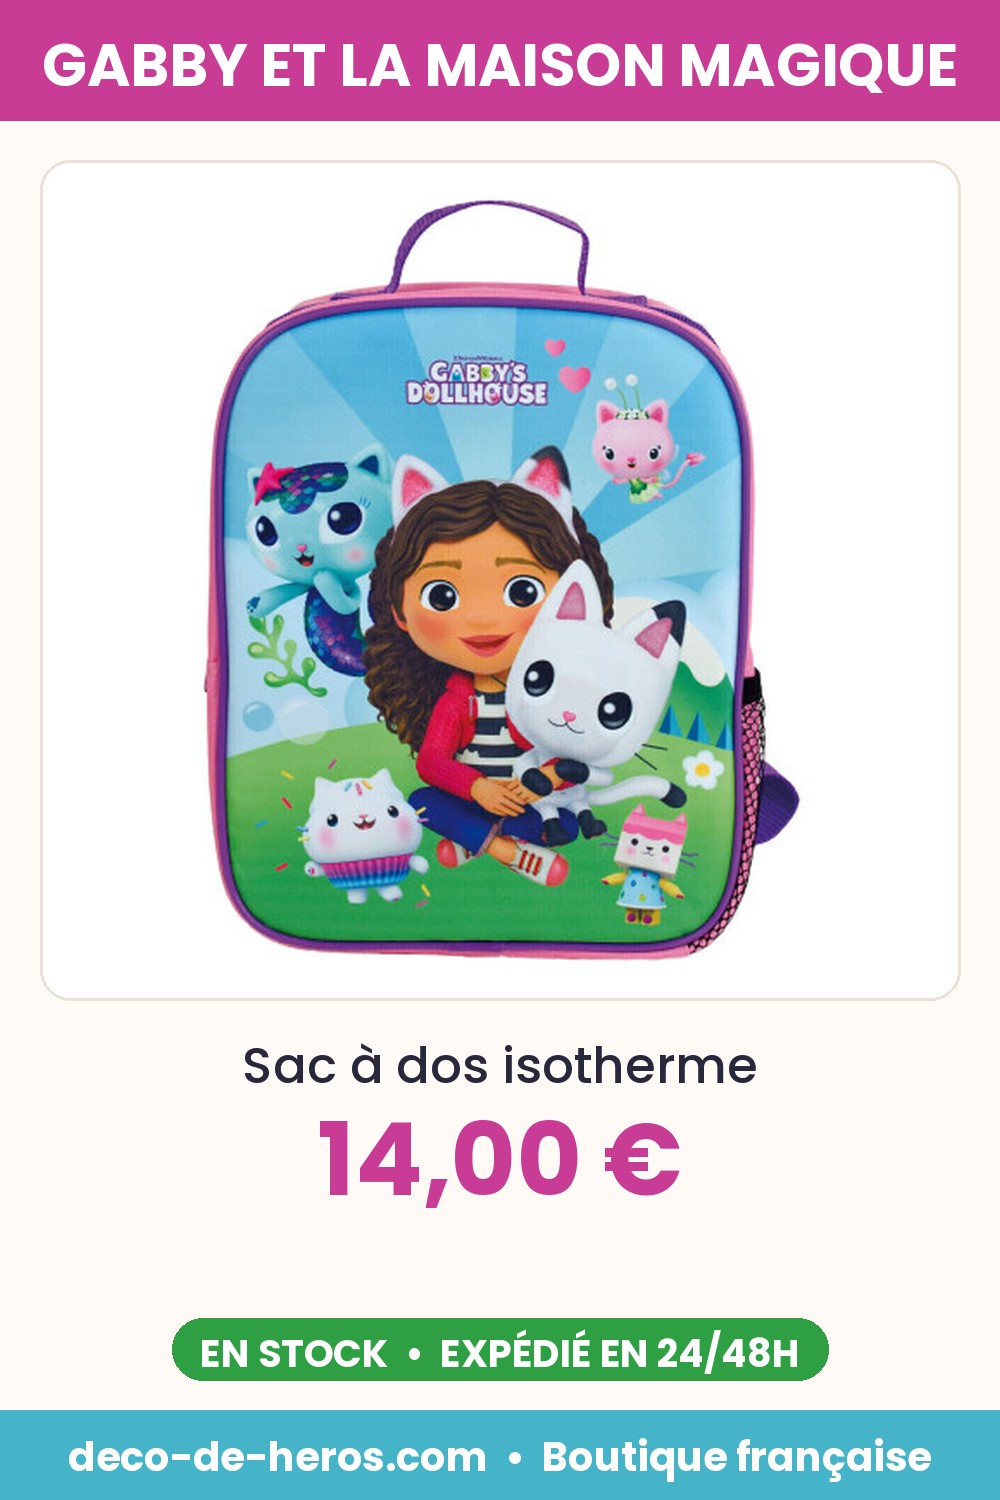 GABBY ET LA MAISON MAGIQUE
GABBY'S
DOLLHOUSE
Sac à dos isotherme
14,00 €
EN STOCK • EXPÉDIÉ EN 24/48H
deco-de-heros.com • Boutique française